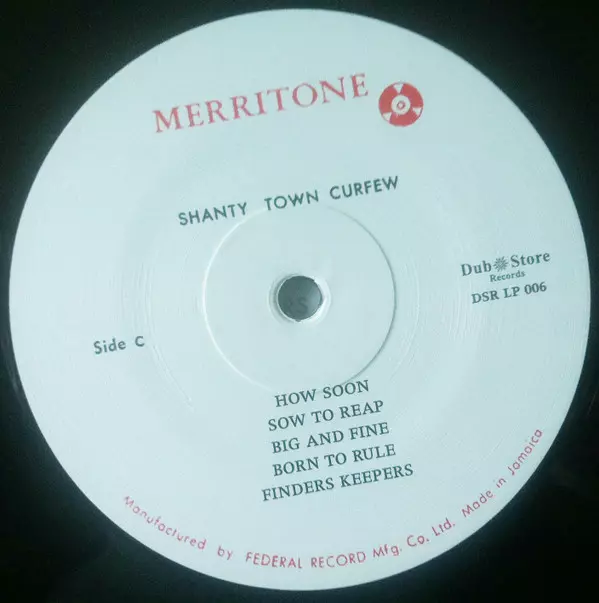 MERRITONE
SHANTY TOWN CURFEW
Dub Store
Records
DSR LP 006
Side C
HOW SOON
SOW TO REAP
BIG AND FINE
BORN TO RULE
FINDERS KEEPERS
Manufactured by FEDERAL RECORD Mfg. Co. Ltd. Made in Jamaica